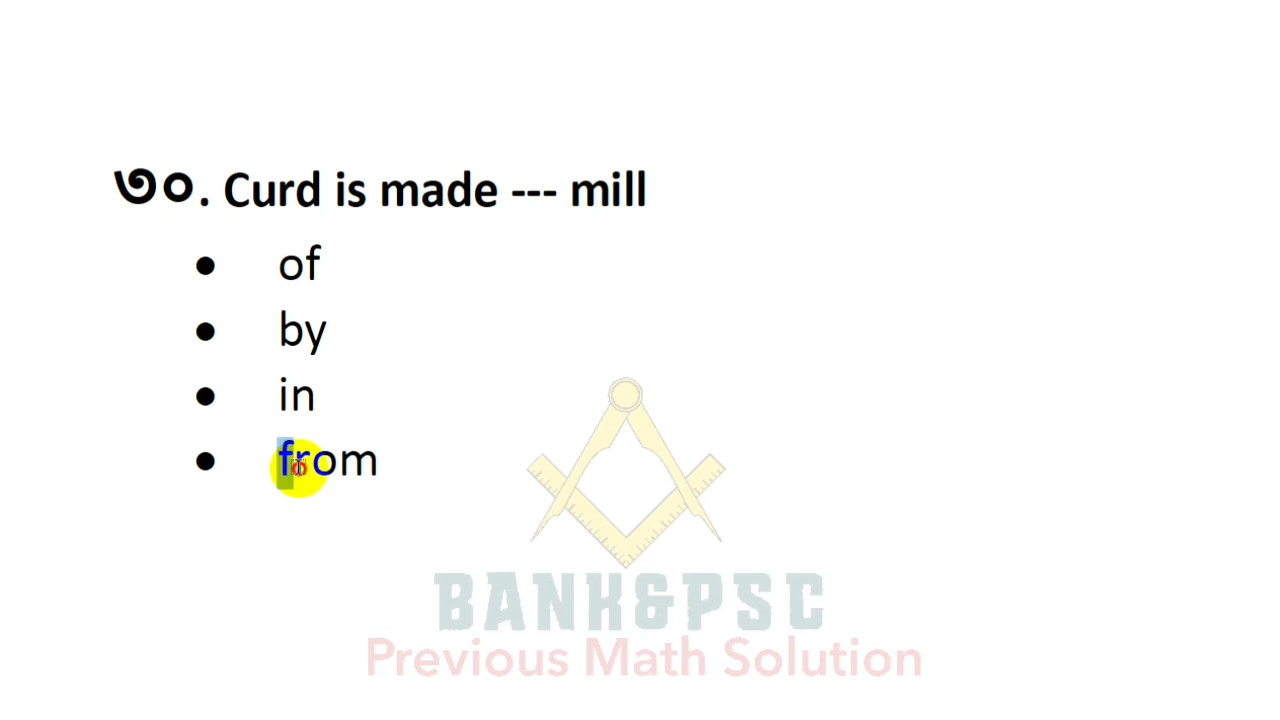 ৩০. Curd is made --- mill
• of
• by
• in
• from
BANK&PSC
Previous Math Solution